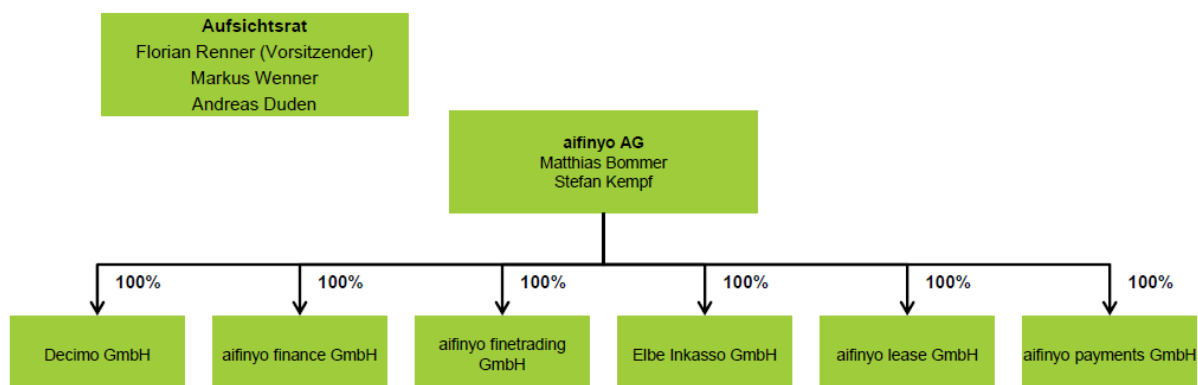 Aufsichtsrat
Florian Renner (Vorsitzender)
Markus Wenner
Andreas Duden
aifinyo AG
Matthias Bommer
Stefan Kempf
100%
100%
100%
100%
100%
100%
Decimo GmbH
aifinyo finance GmbH
aifinyo finetrading
GmbH
Elbe Inkasso GmbH
aifinyo lease GmbH
aifinyo payments GmbH